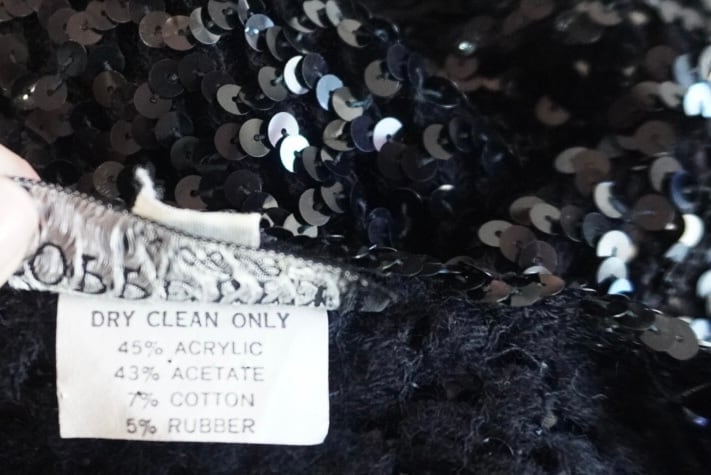 DRY CLEAN ONLY
45% ACRYLIC
43% ACETATE
7% COTTON
5% RUBBER